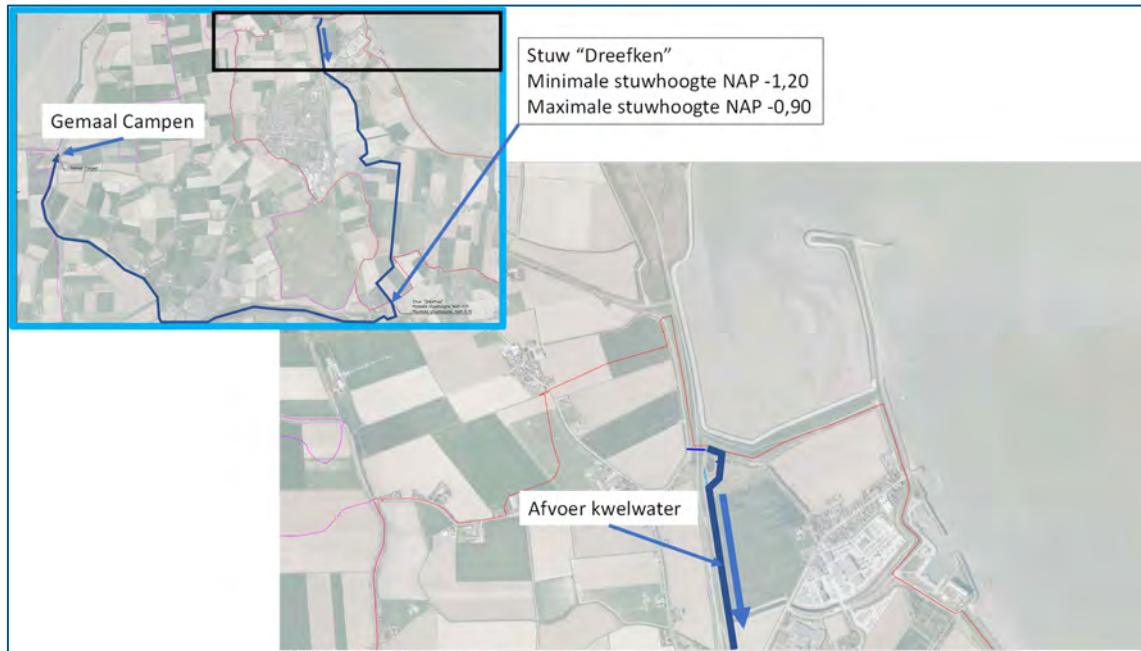 Stuw “Dreefken”
Minimale stuwhoogte NAP -1,20
Maximale stuwhoogte NAP -0,90
Gemaal Campen
Afvoer kwelwater